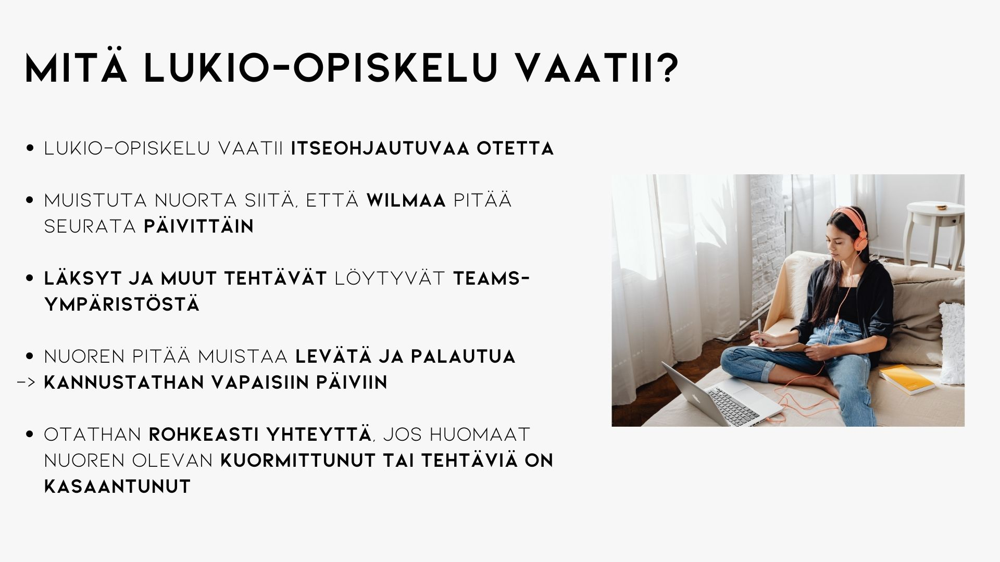 MITÄ LUKIO-OPISKELU VAATII?
• LUKIO-OPISKELU VAATII ITSEOHJAUTUVAA OTETTA
• MUISTUTA NUORTA SIITÄ, ETTÄ WILMAA PITÄÄ
SEURATA PÄIVITTÄIN
• LÄKSYT JA MUUT TEHTÄVÄT LÖYTYVÄT TEAMS-
YMPÄRISTÖSTÄ
• NUOREN PITÄÄ MUISTAA LEVÄTÄ JA PALAUTUA
-> KANNUSTATHAN VAPAISIIN PÄIVIIN
• OTATHAN ROHKEASTI YHTEYTTÄ, JOS HUOMAAT
NUOREN OLEVAN KUORMITTUNUT TAI TEHTÄVIÄ ON
KASAANTUNUT